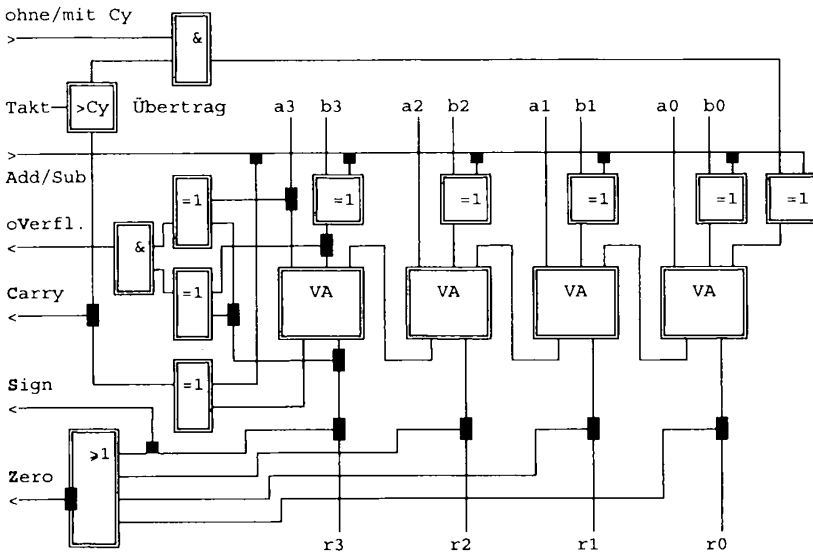 ohne/mit Cy
>
&
Takt >Cy Übertrag a3 b3 a2 b2 a1 b1 a0 b0
>
Add/Sub =1 =1 =1 =1 =1 =1
oVerfl.
<
&
VA VA VA VA
Carry =1
<
Sign =1
<
⩾1
Zero
<
r3 r2 r1 r0